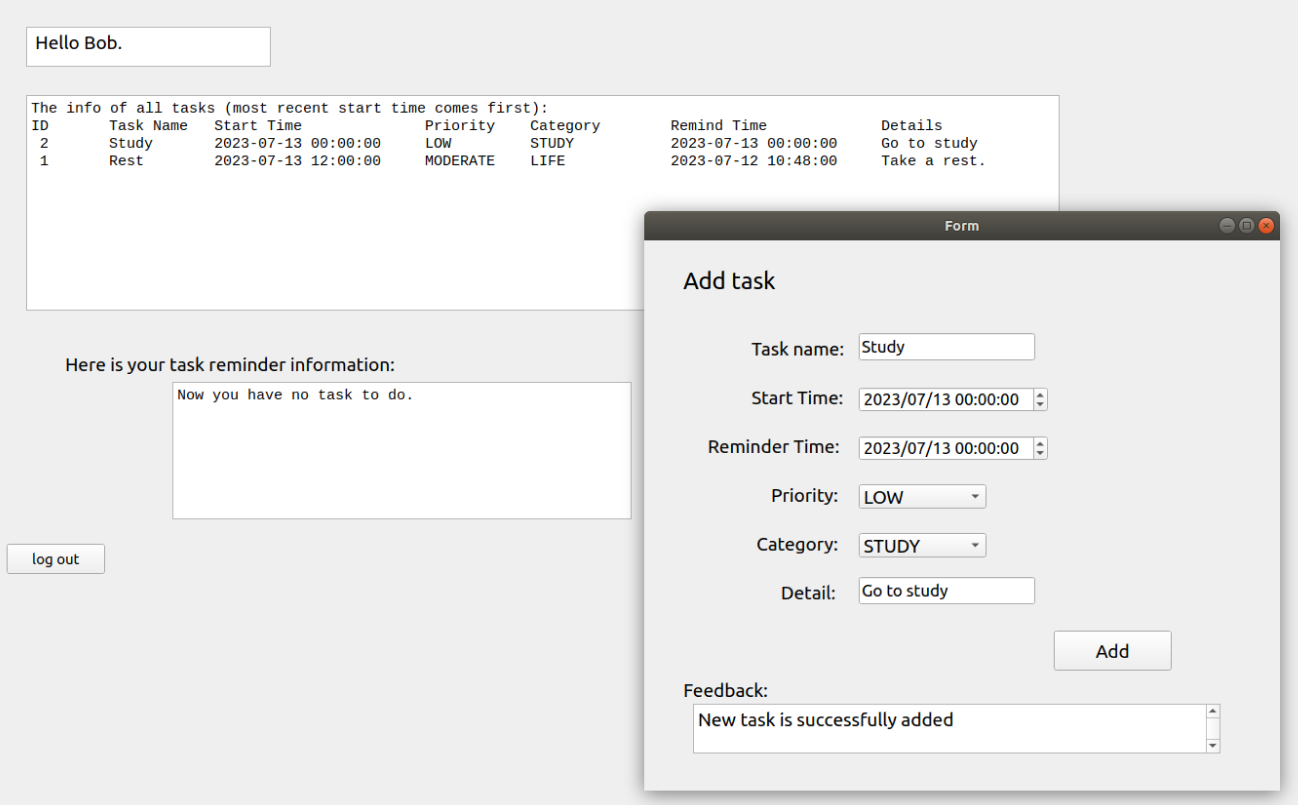 Hello Bob.
The info of all tasks (most recent start time comes first):
ID Task Name Start Time Priority Category Remind Time Details
2 Study 2023-07-13 00:00:00 LOW STUDY 2023-07-13 00:00:00 Go to study
1 Rest 2023-07-13 12:00:00 MODERATE LIFE 2023-07-12 10:48:00 Take a rest.
Here is your task reminder information:
Now you have no task to do.
log out
Form
Add task
Task name: Study
Start Time: 2023/07/13 00:00:00
Reminder Time: 2023/07/13 00:00:00
Priority: LOW
Category: STUDY
Detail: Go to study
Add
Feedback:
New task is successfully added